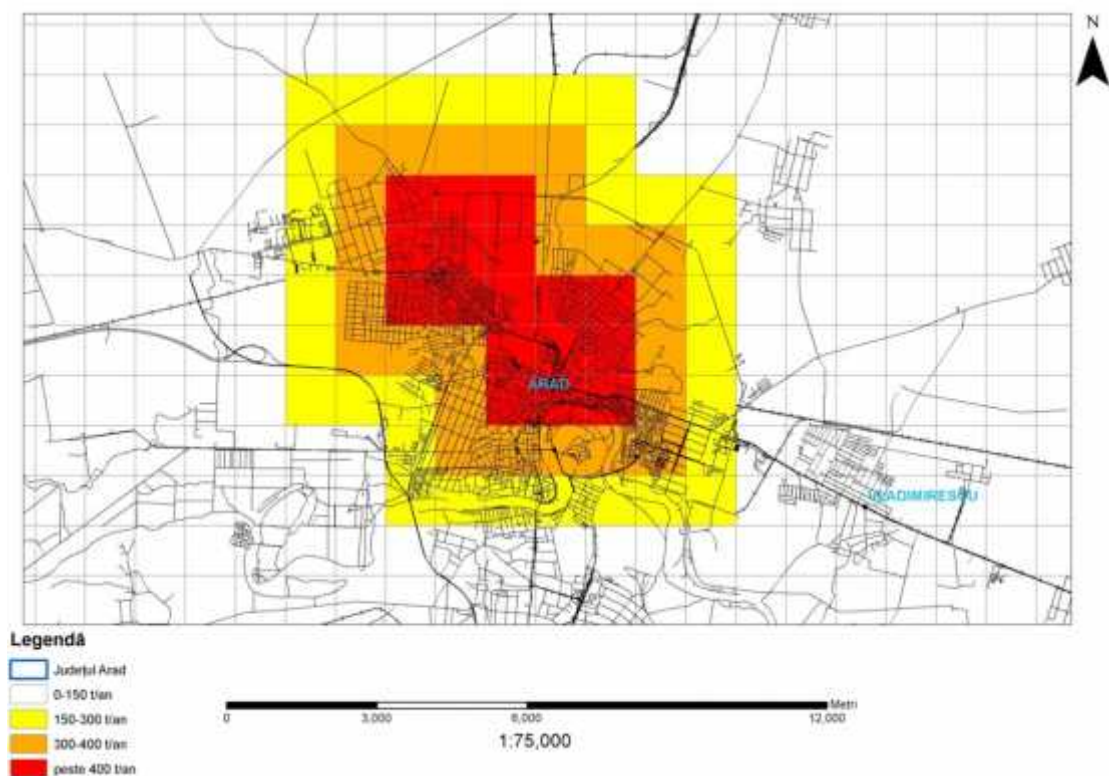 N
ARAD
VLADIMIRESCU
Legendă
Județul Arad
0-150 t/an
150-300 t/an
300-400 t/an
peste 400 t/an
Metri
0 3,000 6,000 12,000
1:75,000